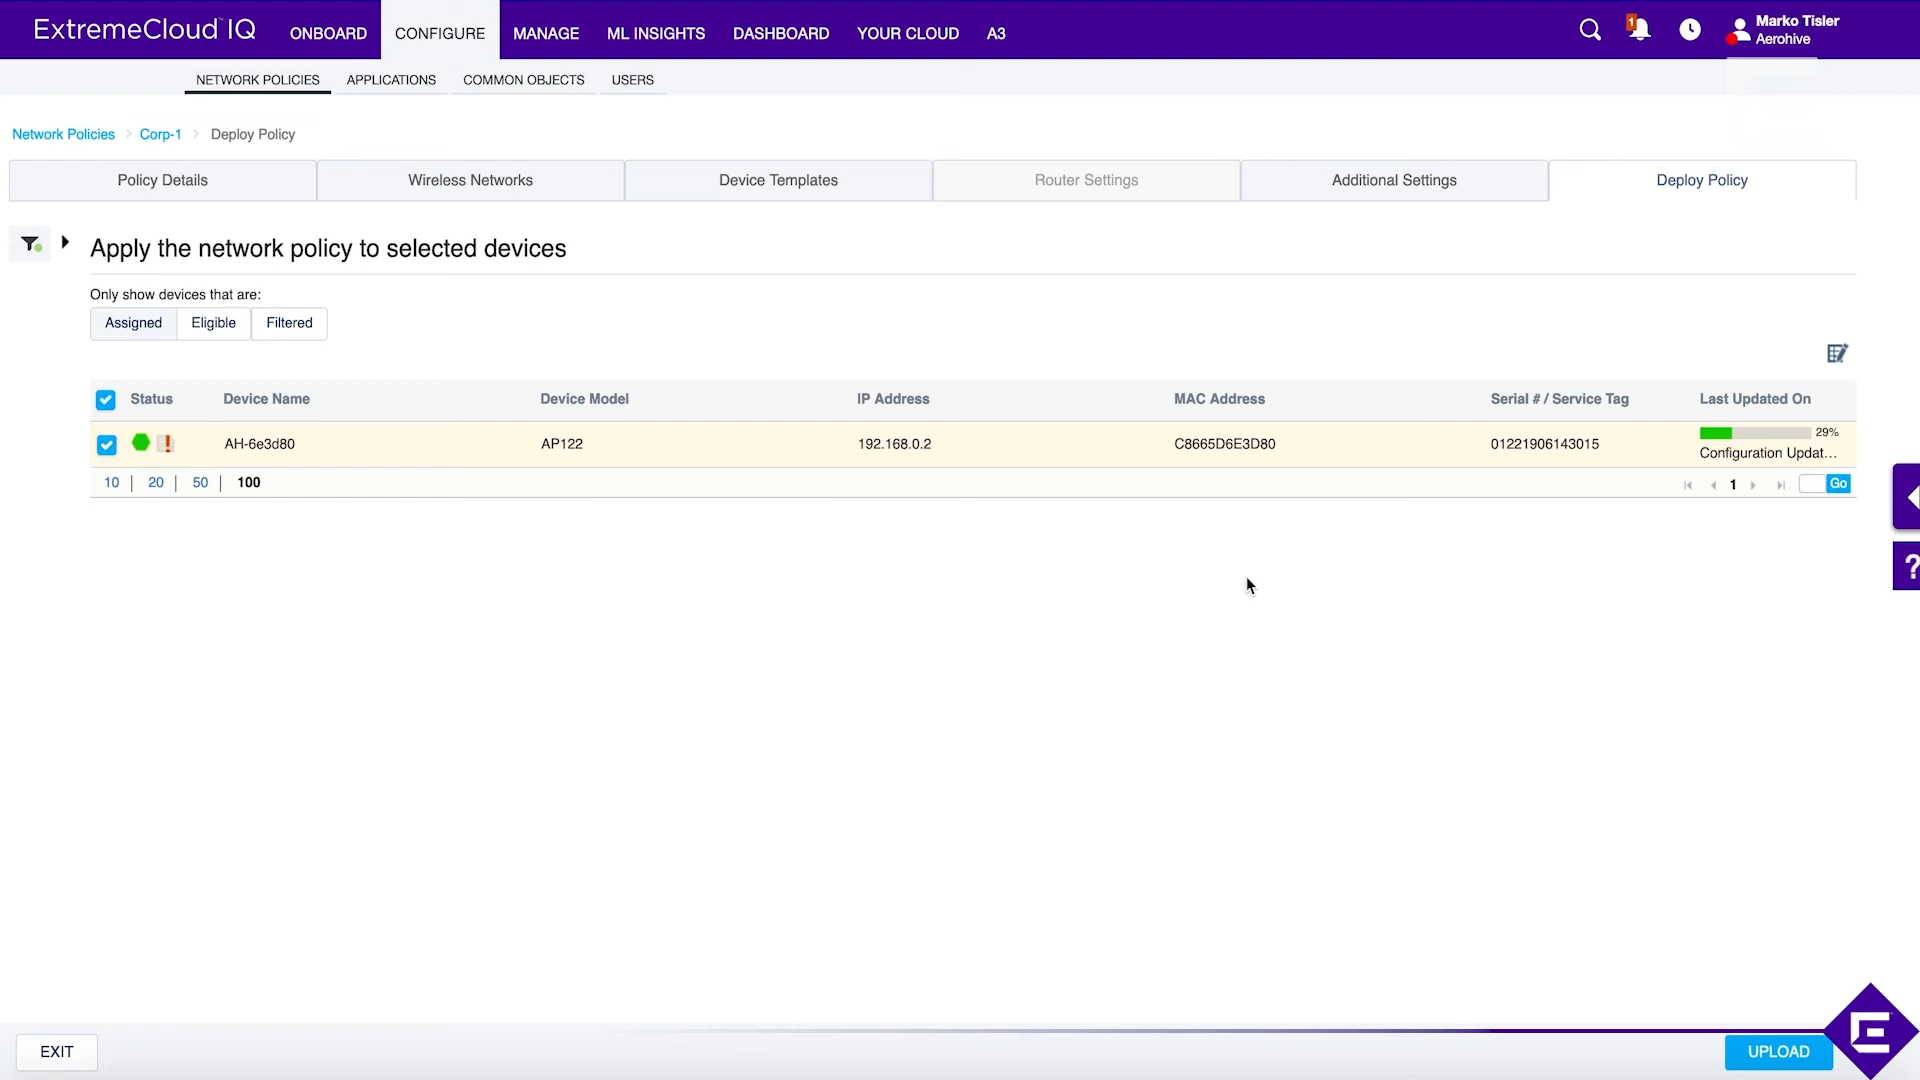 ExtremeCloud™ IQ ONBOARD CONFIGURE MANAGE ML INSIGHTS DASHBOARD YOUR CLOUD A3 1 Marko Tisler
Aerohive
NETWORK POLICIES APPLICATIONS COMMON OBJECTS USERS
Network Policies Corp-1 Deploy Policy
Policy Details Wireless Networks Device Templates Router Settings Additional Settings Deploy Policy
Apply the network policy to selected devices
Only show devices that are:
Assigned Eligible Filtered
Status Device Name Device Model IP Address MAC Address Serial # / Service Tag Last Updated On
AH-6e3d80 AP122 192.168.0.2 C8665D6E3D80 01221906143015 29%
Configuration Updat...
10 | 20 | 50 | 100 1 Go
?
EXIT UPLOAD